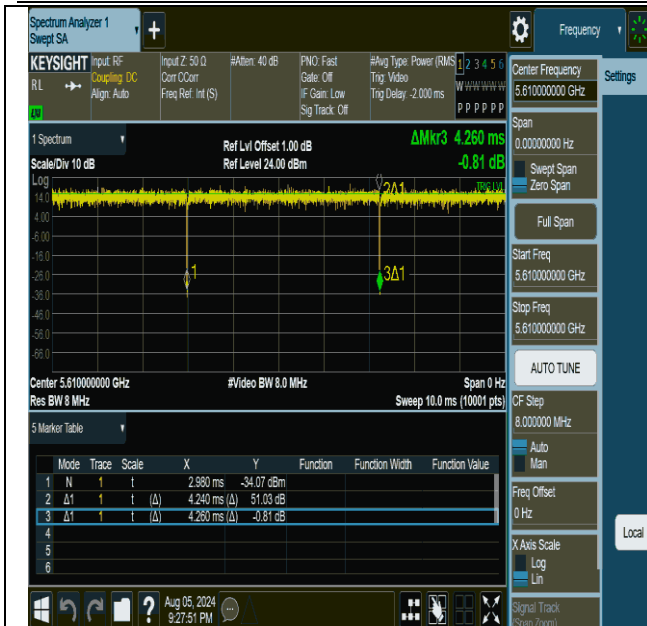 Spectrum Analyzer 1
Swept SA
+
Frequency
KEYSIGHT
RL
LXI
Input: RF
Coupling: DC
Align: Auto
Input Z: 50 Ω
Corr CCorr
Freq Ref: Int (S)
#Atten: 40 dB
PNO: Fast
Gate: Off
IF Gain: Low
Sig Track: Off
#Avg Type: Power (RMS
Trig: Video
Trig Delay: -2.000 ms
1 2 3 4 5 6
W W W W W W
P P P P P P
Center Frequency
5.610000000 GHz
Settings
1 Spectrum
Scale/Div 10 dB
Ref Lvl Offset 1.00 dB
Ref Level 24.00 dBm
ΔMkr3 4.260 ms
-0.81 dB
Span
0.00000000 Hz
Swept Span
Zero Span
Full Span
Log
14.0
4.00
-6.00
-16.0
-26.0
-36.0
-46.0
-56.0
-66.0
2Δ1
TRIG LVL
1
3Δ1
Start Freq
5.610000000 GHz
Stop Freq
5.610000000 GHz
AUTO TUNE
Center 5.610000000 GHz
Res BW 8 MHz
#Video BW 8.0 MHz
Span 0 Hz
Sweep 10.0 ms (10001 pts)
CF Step
8.000000 MHz
Auto
Man
5 Marker Table
Mode Trace Scale X Y Function Function Width Function Value
1 N 1 t 2.980 ms -34.07 dBm
2 Δ1 1 t (Δ) 4.240 ms (Δ) 51.03 dB
3 Δ1 1 t (Δ) 4.260 ms (Δ) -0.81 dB
4
5
6
Freq Offset
0 Hz
X Axis Scale
Log
Lin
Local
Signal Track
(Span Zoom)
?
Aug 05, 2024
9:27:51 PM